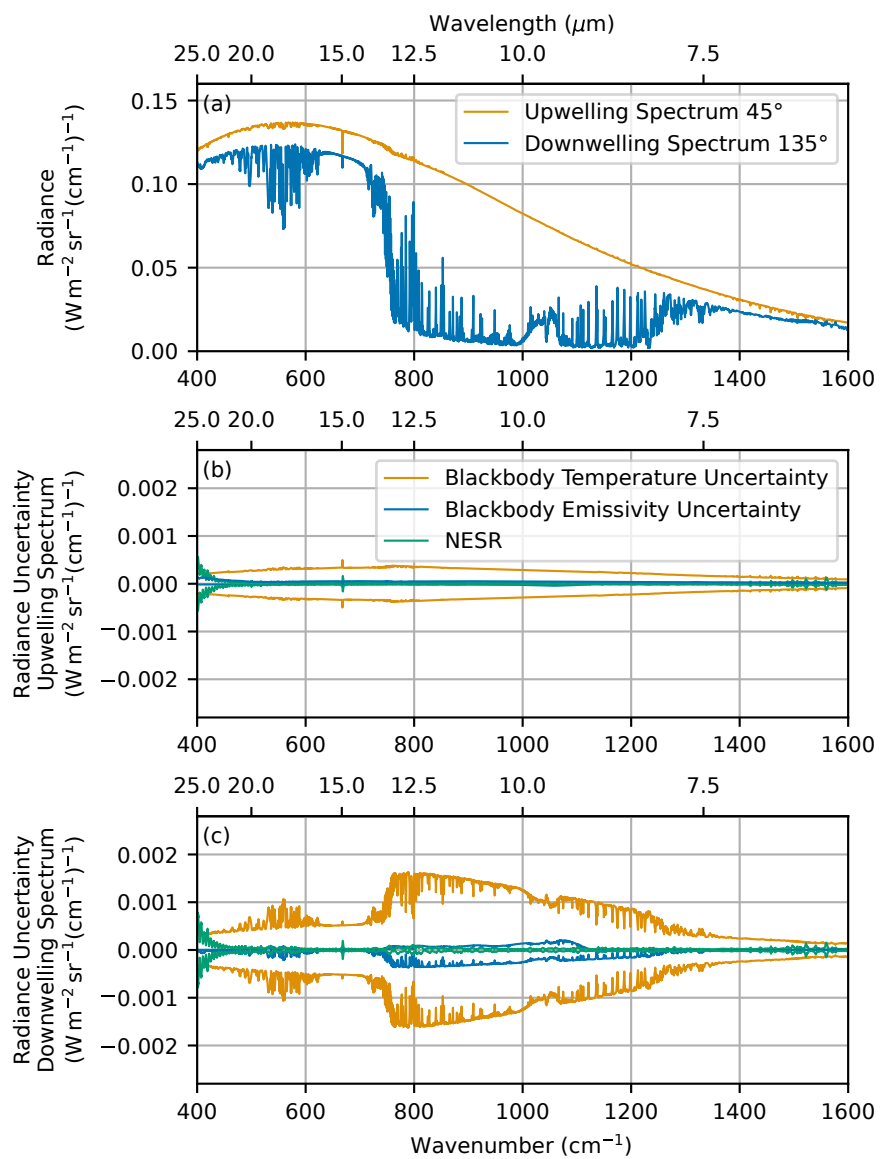 Wavelength (μm)
25.0 20.0 15.0 12.5 10.0 7.5
(a)
Upwelling Spectrum 45°
Downwelling Spectrum 135°
Radiance
(W m⁻² sr⁻¹(cm⁻¹)⁻¹)
0.15
0.10
0.05
0.00
400 600 800 1000 1200 1400 1600
25.0 20.0 15.0 12.5 10.0 7.5
(b)
Blackbody Temperature Uncertainty
Blackbody Emissivity Uncertainty
NESR
Radiance Uncertainty
Upwelling Spectrum
(W m⁻² sr⁻¹(cm⁻¹)⁻¹)
0.002
0.001
0.000
−0.001
−0.002
400 600 800 1000 1200 1400 1600
25.0 20.0 15.0 12.5 10.0 7.5
(c)
Radiance Uncertainty
Downwelling Spectrum
(W m⁻² sr⁻¹(cm⁻¹)⁻¹)
0.002
0.001
0.000
−0.001
−0.002
400 600 800 1000 1200 1400 1600
Wavenumber (cm⁻¹)